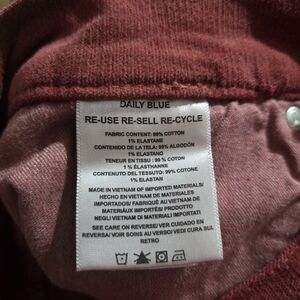 DAILY BLUE
RE-USE RE-SELL RE-CYCLE
FABRIC CONTENT: 99% COTTON
1% ELASTANE
CONTENIDO DE LA TELA: 99% ALGODÓN
1% ELASTANO
TENEUR EN TISSU : 99% COTON
1 % ÉLASTHANNE
CONTENUTO DEL TESSUTO: 99% COTONE
1% ELASTAN
MADE IN VIETNAM OF IMPORTED MATERIALS/
HECHO EN VIETNAM DE MATERIALES
IMPORTADOS/ FABRIQUÉ AU VIETNAM DE
MATÉRIAUX IMPORTÉS/ PRODOTTO
NEGLI VIETNAM DI MATERIALI IMPORTATI
SEE CARE ON REVERSE/ VER CUIDADO EN
REVERSA/ VOIR SOINS AU VERSO/ VEDI CURA SUL
RETRO